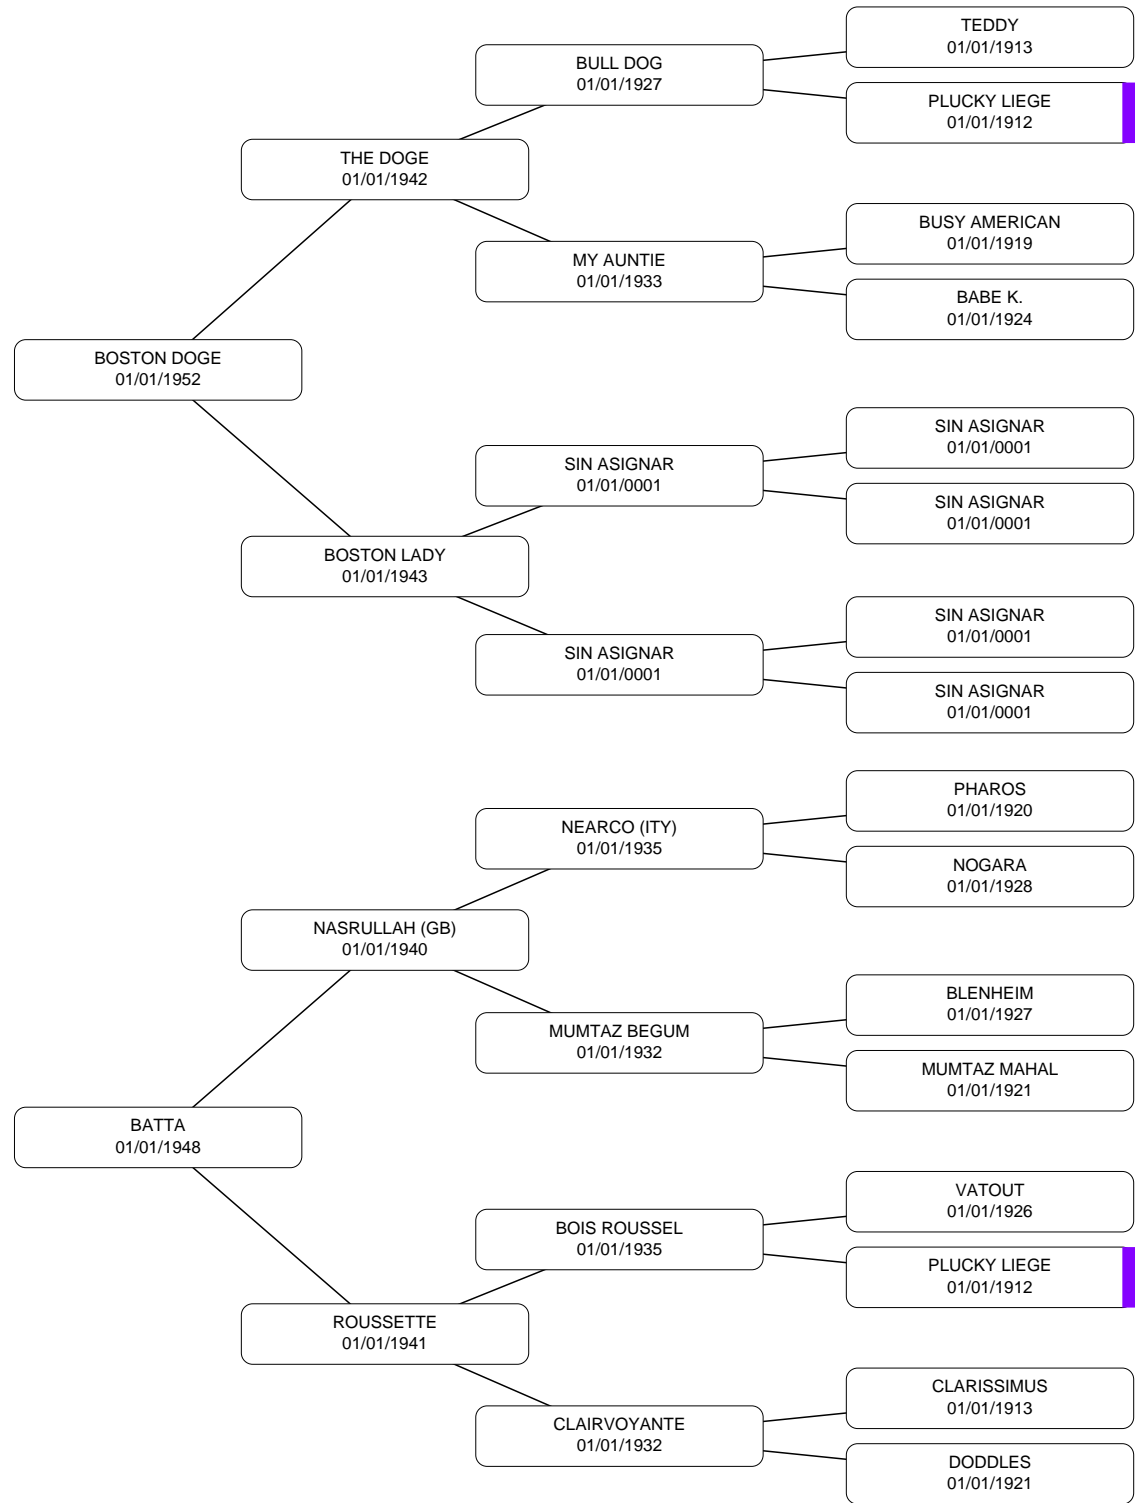 TEDDY
01/01/1913
BULL DOG
01/01/1927
PLUCKY LIEGE
01/01/1912
THE DOGE
01/01/1942
BUSY AMERICAN
01/01/1919
MY AUNTIE
01/01/1933
BABE K.
01/01/1924
BOSTON DOGE
01/01/1952
SIN ASIGNAR
01/01/0001
SIN ASIGNAR
01/01/0001
SIN ASIGNAR
01/01/0001
BOSTON LADY
01/01/1943
SIN ASIGNAR
01/01/0001
SIN ASIGNAR
01/01/0001
SIN ASIGNAR
01/01/0001
PHAROS
01/01/1920
NEARCO (ITY)
01/01/1935
NOGARA
01/01/1928
NASRULLAH (GB)
01/01/1940
BLENHEIM
01/01/1927
MUMTAZ BEGUM
01/01/1932
MUMTAZ MAHAL
01/01/1921
BATTA
01/01/1948
VATOUT
01/01/1926
BOIS ROUSSEL
01/01/1935
PLUCKY LIEGE
01/01/1912
ROUSSETTE
01/01/1941
CLARISSIMUS
01/01/1913
CLAIRVOYANTE
01/01/1932
DODDLES
01/01/1921